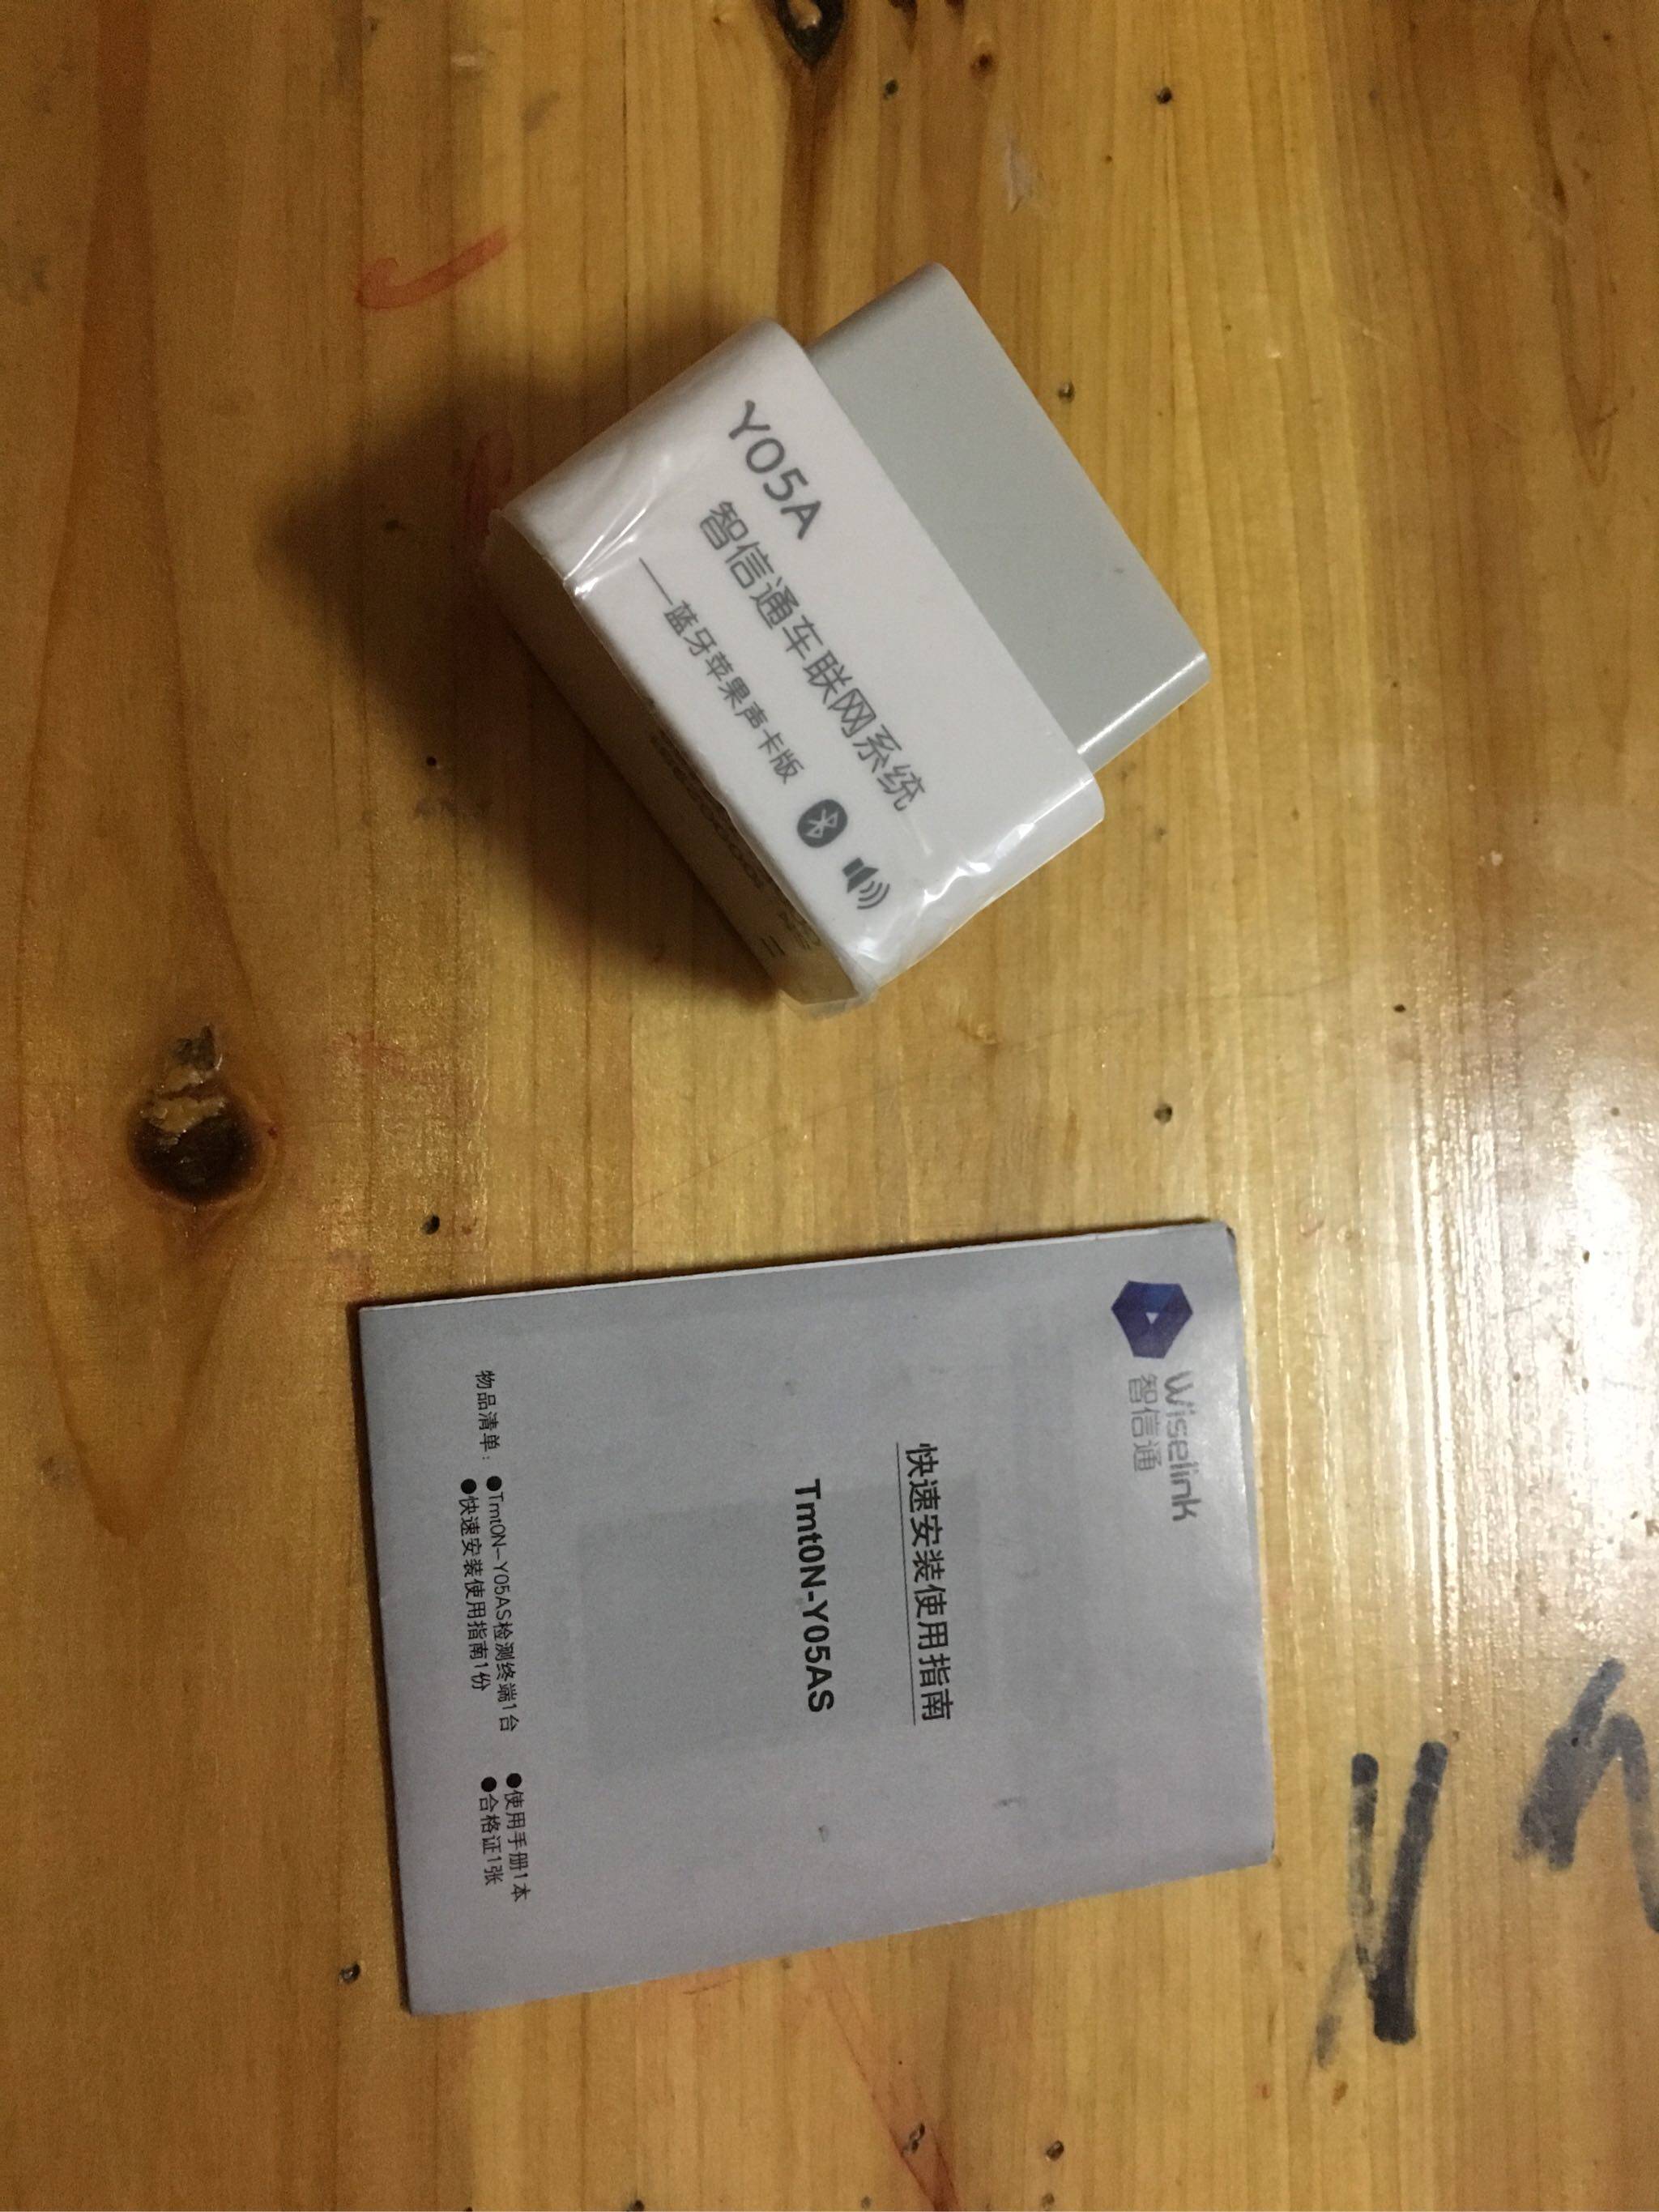 Y05A
智信通车联网系统
——蓝牙苹果声卡版
Wiselink
智信通
快速安装使用指南
Tmt0N-Y05AS
物品清单：●Tmt0N-Y05AS检测终端1台 ●使用手册1本
●快速安装使用指南1份 ●合格证1张